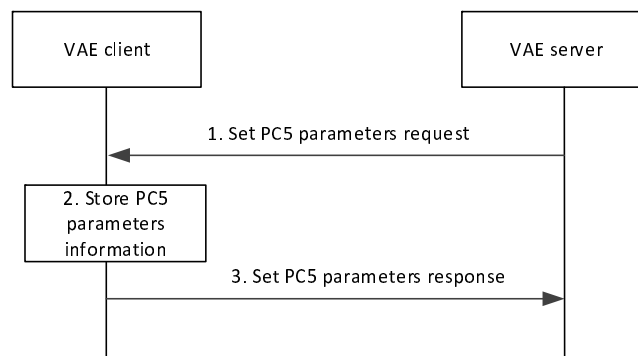 VAE client
VAE server
1. Set PC5 parameters request
2. Store PC5
parameters
information
3. Set PC5 parameters response